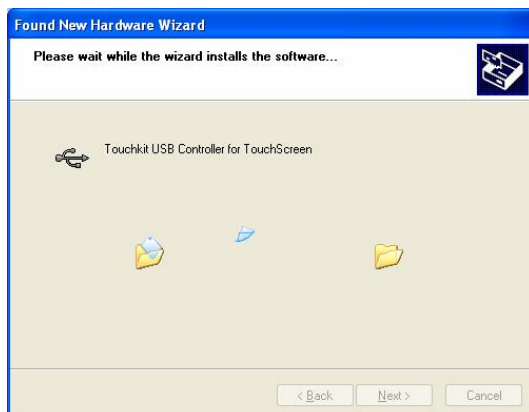 Found New Hardware Wizard
Please wait while the wizard installs the software...
Touchkit USB Controller for TouchScreen
< Back
Next >
Cancel